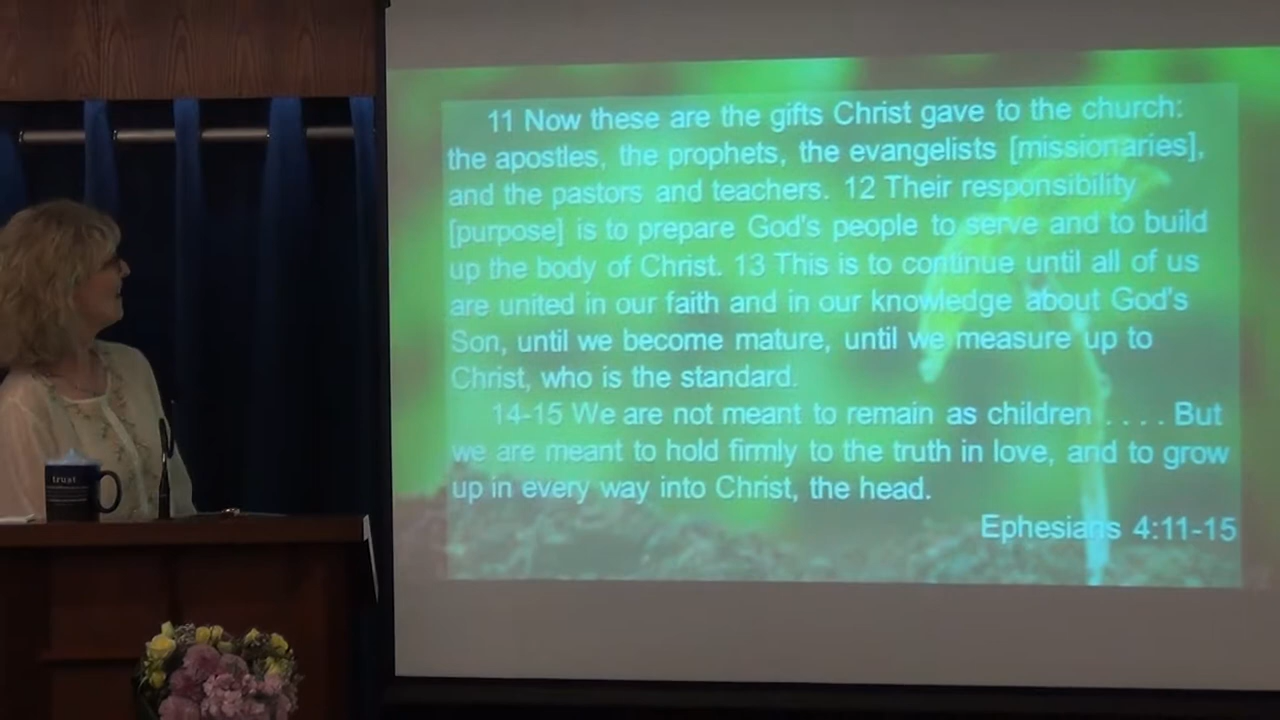 11 Now these are the gifts Christ gave to the church:
the apostles, the prophets, the evangelists [missionaries],
and the pastors and teachers. 12 Their responsibility
[purpose] is to prepare God's people to serve and to build
up the body of Christ. 13 This is to continue until all of us
are united in our faith and in our knowledge about God's
Son, until we become mature, until we measure up to
Christ, who is the standard.
14-15 We are not meant to remain as children . . . . But
we are meant to hold firmly to the truth in love, and to grow
up in every way into Christ, the head.
Ephesians 4:11-15
trust